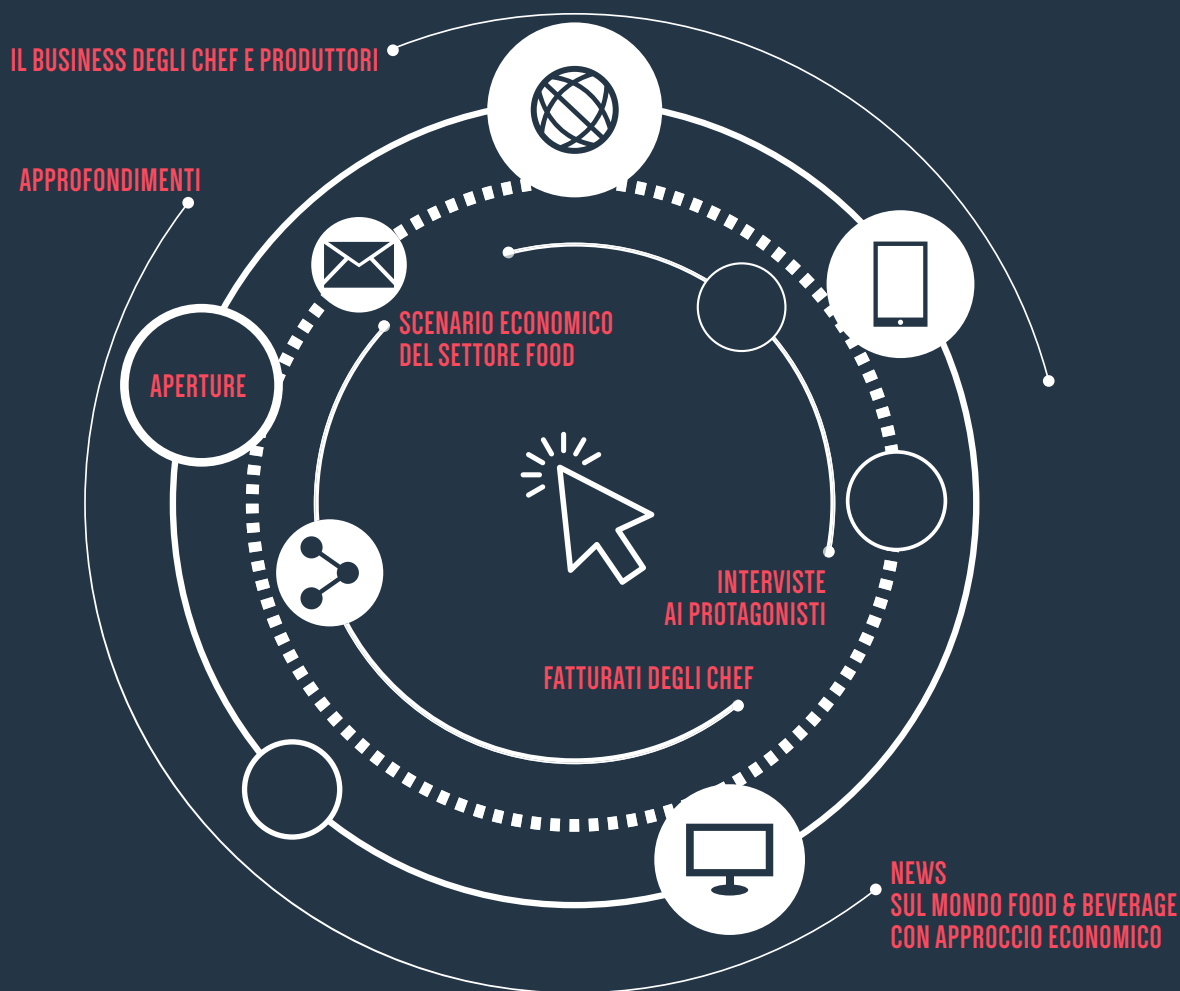 IL BUSINESS DEGLI CHEF E PRODUTTORI
APPROFONDIMENTI
SCENARIO ECONOMICO
DEL SETTORE FOOD
APERTURE
INTERVISTE
AI PROTAGONISTI
FATTURATI DEGLI CHEF
NEWS
SUL MONDO FOOD & BEVERAGE
CON APPROCCIO ECONOMICO